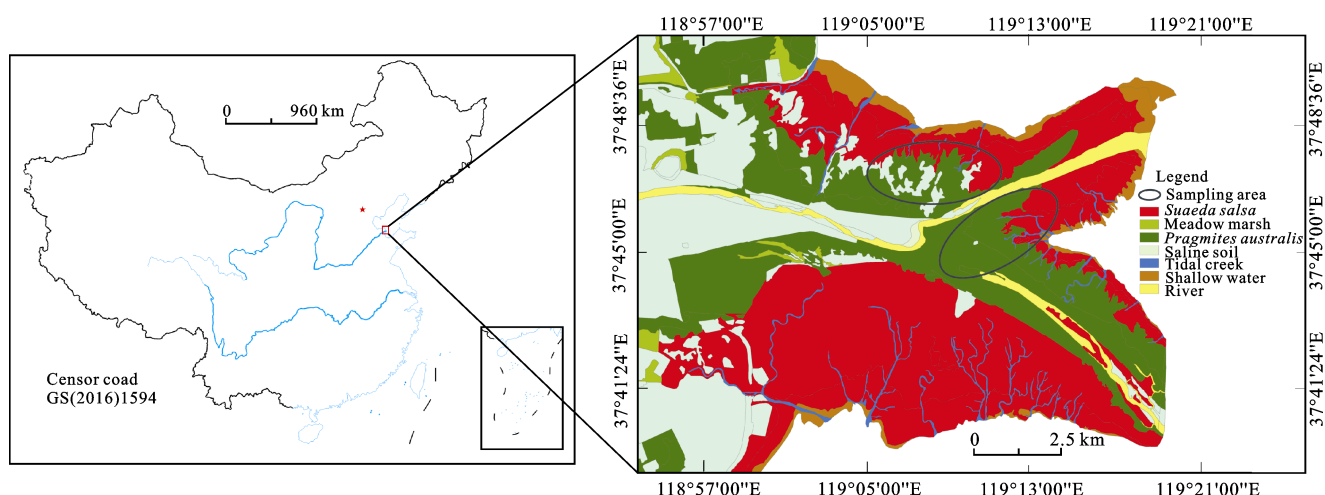 118°57'00"E 119°05'00"E 119°13'00"E 119°21'00"E
0 960 km
Censor coad
GS(2016)1594
37°48'36"E
37°45'00"E
37°41'24"E
Legend
Sampling area
Suaeda salsa
Meadow marsh
Pragmites australis
Saline soil
Tidal creek
Shallow water
River
0 2.5 km
37°48'36"E
37°45'00"E
37°41'24"E
118°57'00"E 119°05'00"E 119°13'00"E 119°21'00"E